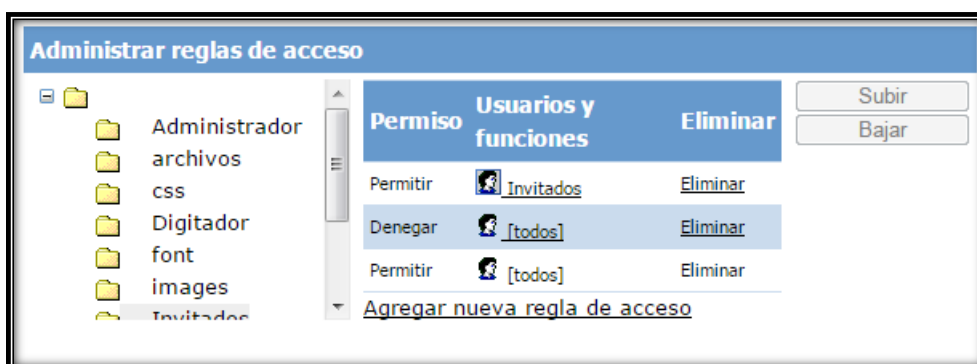 Administrar reglas de acceso
Administrador
archivos
css
Digitador
font
images
Invitados
Permiso Usuarios y funciones Eliminar
Permitir Invitados Eliminar
Denegar [todos] Eliminar
Permitir [todos] Eliminar
Agregar nueva regla de acceso
Subir
Bajar